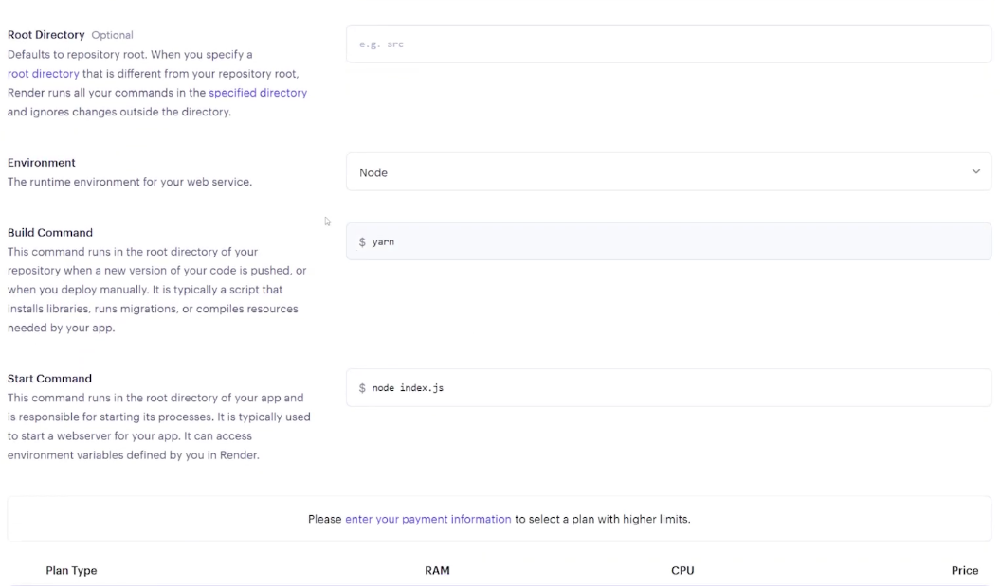 Root Directory Optional
e.g. src
Defaults to repository root. When you specify a
root directory that is different from your repository root,
Render runs all your commands in the specified directory
and ignores changes outside the directory.
Environment
The runtime environment for your web service.
Node
Build Command
This command runs in the root directory of your
repository when a new version of your code is pushed, or
when you deploy manually. It is typically a script that
installs libraries, runs migrations, or compiles resources
needed by your app.
$ yarn
Start Command
This command runs in the root directory of your app and
is responsible for starting its processes. It is typically used
to start a webserver for your app. It can access
environment variables defined by you in Render.
$ node index.js
Please enter your payment information to select a plan with higher limits.
Plan Type RAM CPU Price